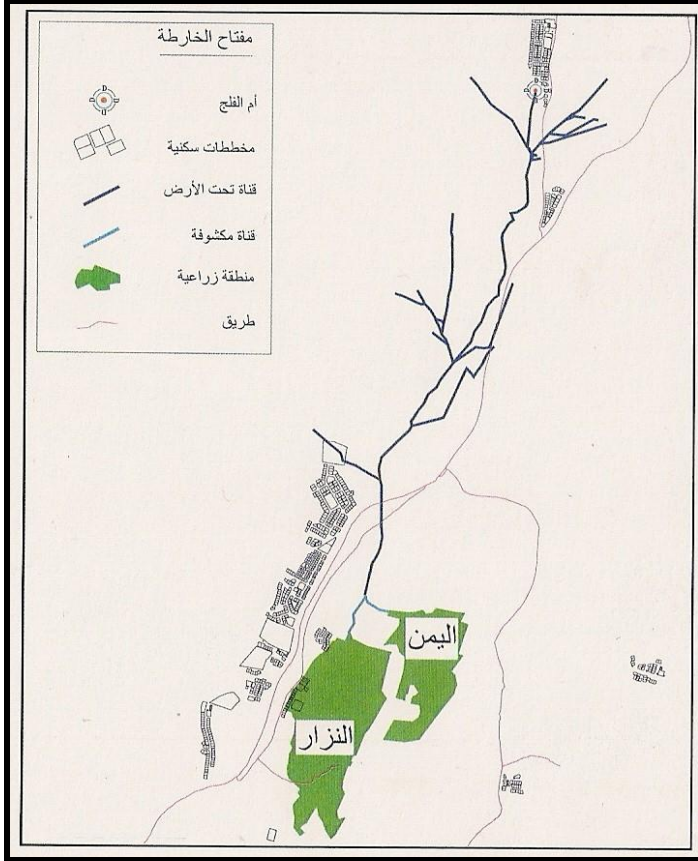 مفتاح الخارطة
أم الفلج
مخططات سكنية
قناة تحت الأرض
قناة مكشوفة
منطقة زراعية
طريق
اليمن
النزار